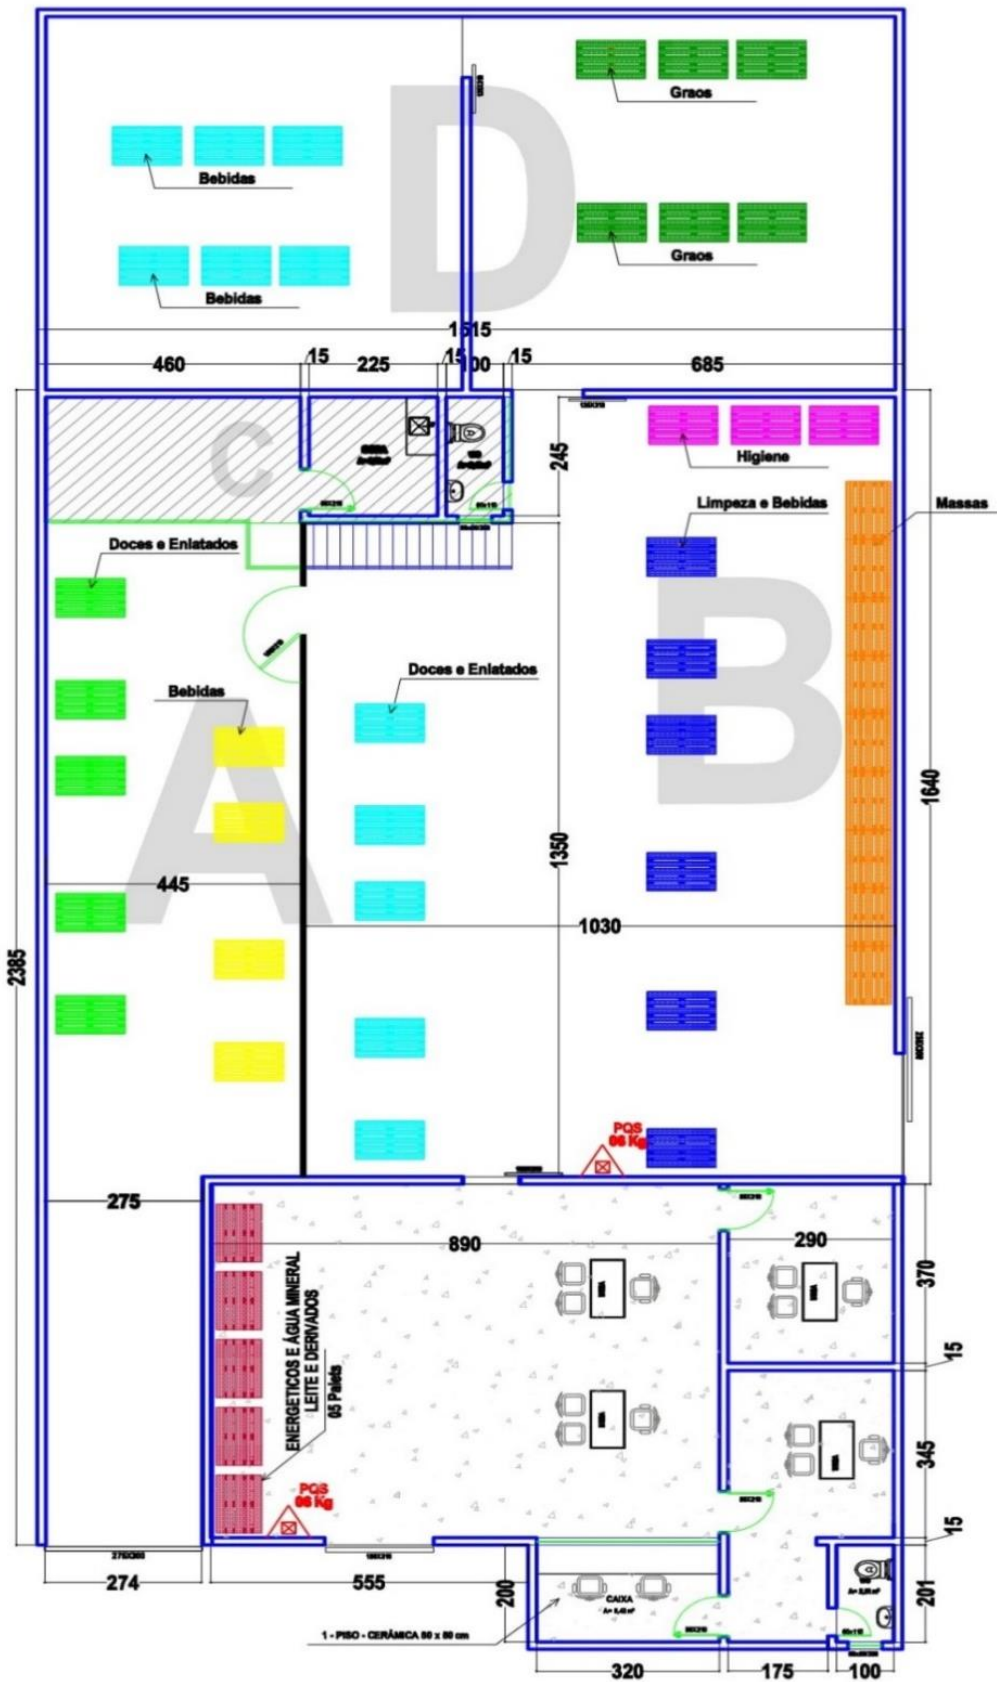 D
Graos
Bebidas
Graos
Bebidas
1515
460
15
225
15
100
15
685
C
245
Higiene
Limpeza e Bebidas
Massas
Doces e Enlatados
Doces e Enlatados
Bebidas
A
B
1640
1350
445
1030
2385
PQS
06 Kg
275
890
290
ENERGETICOS E ÁGUA MINERAL
LEITE E DERIVADOS
05 Palets
370
15
345
15
PQS
06 Kg
274
555
200
CAIXA
201
1 - PISO - CERÂMICA 50 x 50 cm
320
175
100